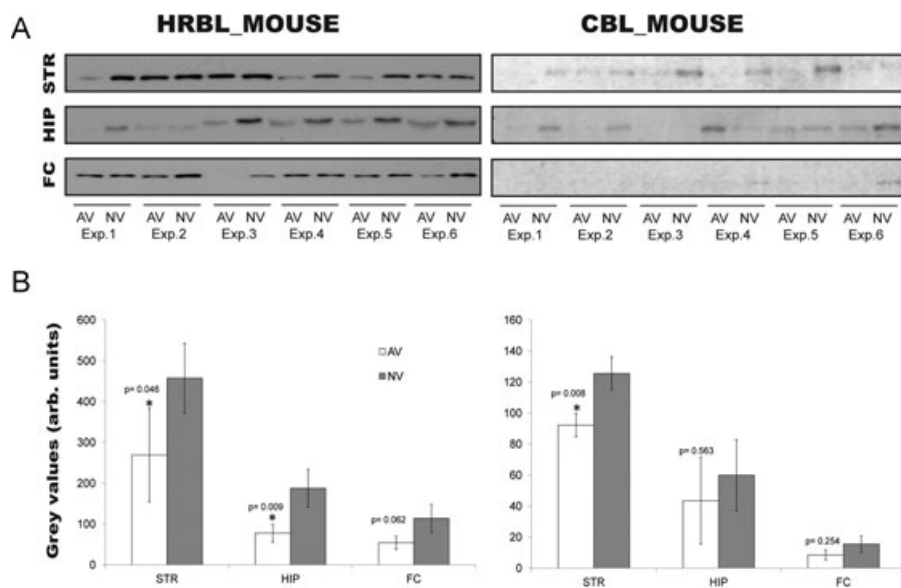 A
HRBL_MOUSE
CBL_MOUSE
STR
HIP
FC
AV NV AV NV AV NV AV NV AV NV AV NV
Exp.1 Exp.2 Exp.3 Exp.4 Exp.5 Exp.6
AV NV AV NV AV NV AV NV AV NV AV NV
Exp.1 Exp.2 Exp.3 Exp.4 Exp.5 Exp.6
B
Grey values (arb. units)
600
500
400
300
200
100
0
p= 0.046
*
p= 0.009
*
p= 0.062
AV
NV
STR HIP FC
160
140
120
100
80
60
40
20
0
p= 0.008
*
p= 0.563
p= 0.254
STR HIP FC